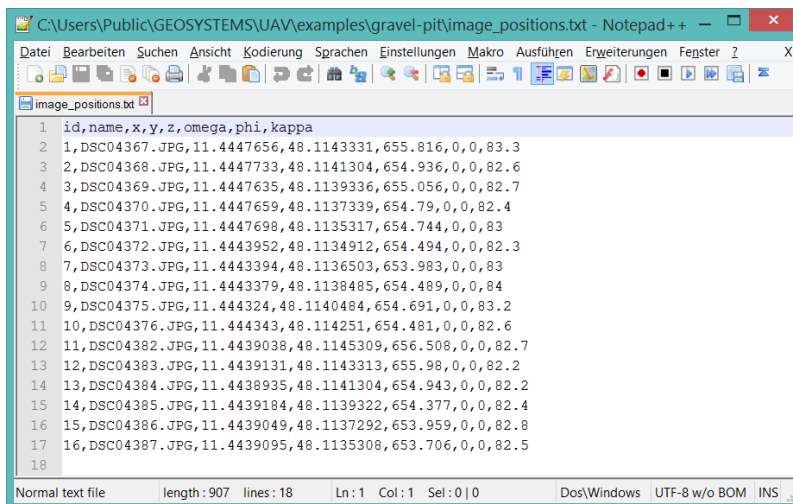 C:\Users\Public\GEOSYSTEMS\UAV\examples\gravel-pit\image_positions.txt - Notepad++
Datei Bearbeiten Suchen Ansicht Kodierung Sprachen Einstellungen Makro Ausführen Erweiterungen Fenster ? X
image_positions.txt
1 id,name,x,y,z,omega,phi,kappa
2 1,DSC04367.JPG,11.4447656,48.1143331,655.816,0,0,83.3
3 2,DSC04368.JPG,11.4447733,48.1141304,654.936,0,0,82.6
4 3,DSC04369.JPG,11.4447635,48.1139336,655.056,0,0,82.7
5 4,DSC04370.JPG,11.4447659,48.1137339,654.79,0,0,82.4
6 5,DSC04371.JPG,11.4447698,48.1135317,654.744,0,0,83
7 6,DSC04372.JPG,11.4443952,48.1134912,654.494,0,0,82.3
8 7,DSC04373.JPG,11.4443394,48.1136503,653.983,0,0,83
9 8,DSC04374.JPG,11.4443379,48.1138485,654.489,0,0,84
10 9,DSC04375.JPG,11.444324,48.1140484,654.691,0,0,83.2
11 10,DSC04376.JPG,11.444343,48.114251,654.481,0,0,82.6
12 11,DSC04382.JPG,11.4439038,48.1145309,656.508,0,0,82.7
13 12,DSC04383.JPG,11.4439131,48.1143313,655.98,0,0,82.2
14 13,DSC04384.JPG,11.4438935,48.1141304,654.943,0,0,82.2
15 14,DSC04385.JPG,11.4439184,48.1139322,654.377,0,0,82.4
16 15,DSC04386.JPG,11.4439049,48.1137292,653.959,0,0,82.8
17 16,DSC04387.JPG,11.4439095,48.1135308,653.706,0,0,82.5
18
Normal text file length : 907 lines : 18 Ln : 1 Col : 1 Sel : 0 | 0 Dos\Windows UTF-8 w/o BOM INS